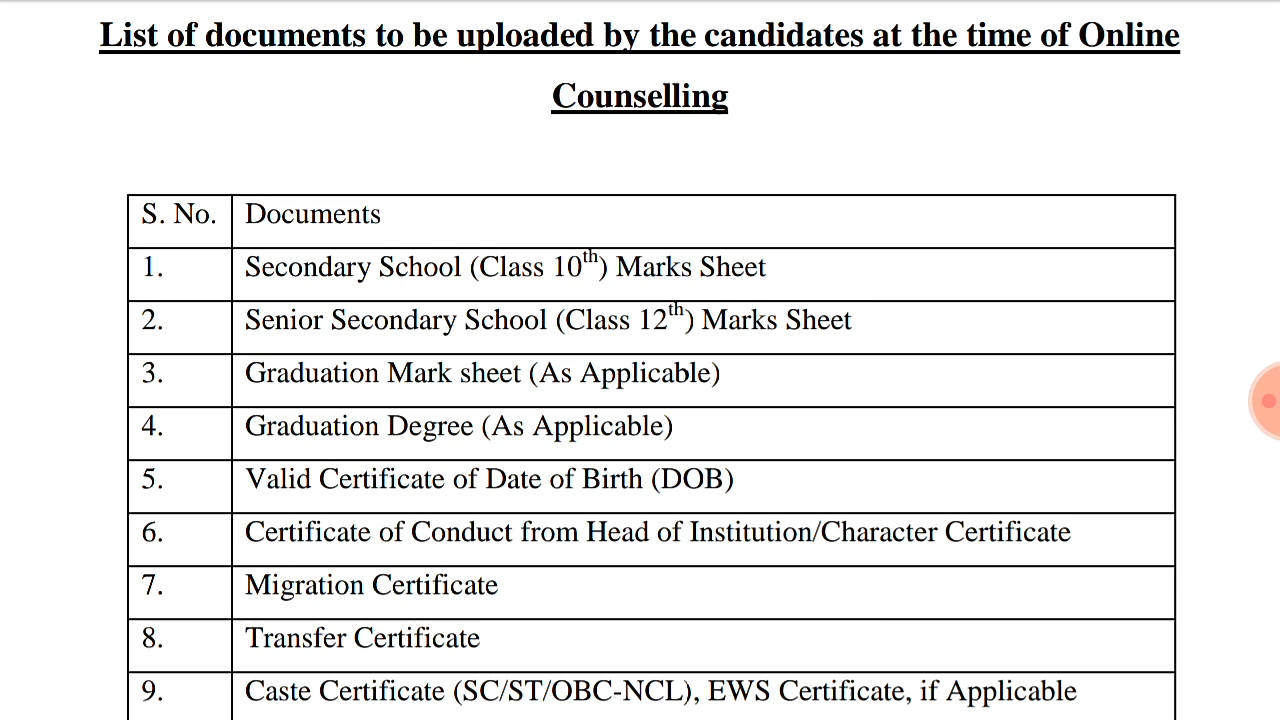 List of documents to be uploaded by the candidates at the time of Online
Counselling
S. No. Documents
1. Secondary School (Class 10th) Marks Sheet
2. Senior Secondary School (Class 12th) Marks Sheet
3. Graduation Mark sheet (As Applicable)
4. Graduation Degree (As Applicable)
5. Valid Certificate of Date of Birth (DOB)
6. Certificate of Conduct from Head of Institution/Character Certificate
7. Migration Certificate
8. Transfer Certificate
9. Caste Certificate (SC/ST/OBC-NCL), EWS Certificate, if Applicable